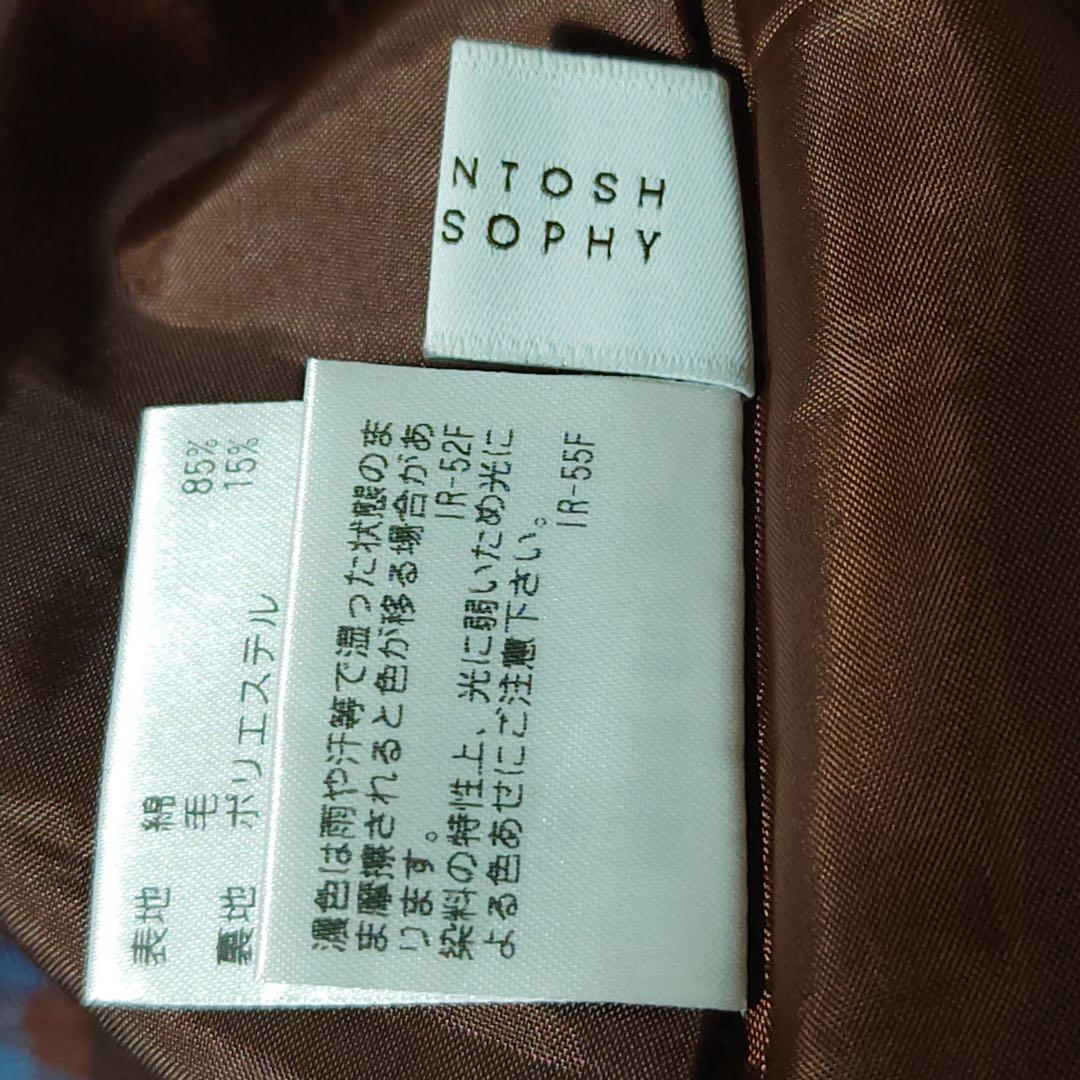 NTOSH
SOPHY
表地 綿 85%
毛 15%
裏地 ポリエステル
濃色は雨や汗等で湿った状態のま
ま摩擦されると色が移る場合があ
ります。 IR-52F
染料の特性上、光に弱いため光に
よる色あせにご注意下さい。
IR-55F